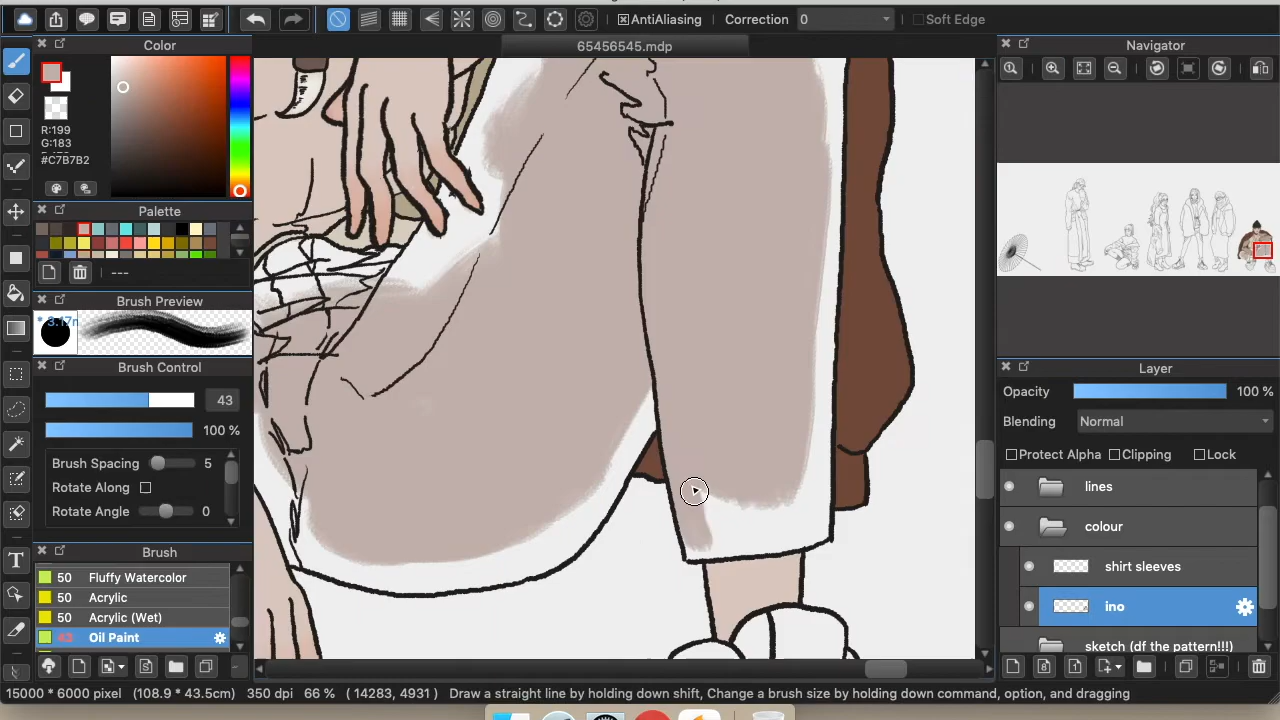 AntiAliasing Correction 0 Soft Edge
65456545.mdp
Color
R:199
G:183
#C7B7B2
Palette
---
Brush Preview
Brush Control
43
100 %
Brush Spacing 5
Rotate Along
Rotate Angle 0
Brush
50 Fluffy Watercolor
50 Acrylic
50 Acrylic (Wet)
43 Oil Paint
T
Navigator
Layer
Opacity 100 %
Blending Normal
Protect Alpha Clipping Lock
lines
colour
shirt sleeves
ino
sketch (df the pattern!!!)
15000 * 6000 pixel (108.9 * 43.5cm) 350 dpi 66 % ( 14283, 4931 ) Draw a straight line by holding down shift, Change a brush size by holding down command, option, and dragging